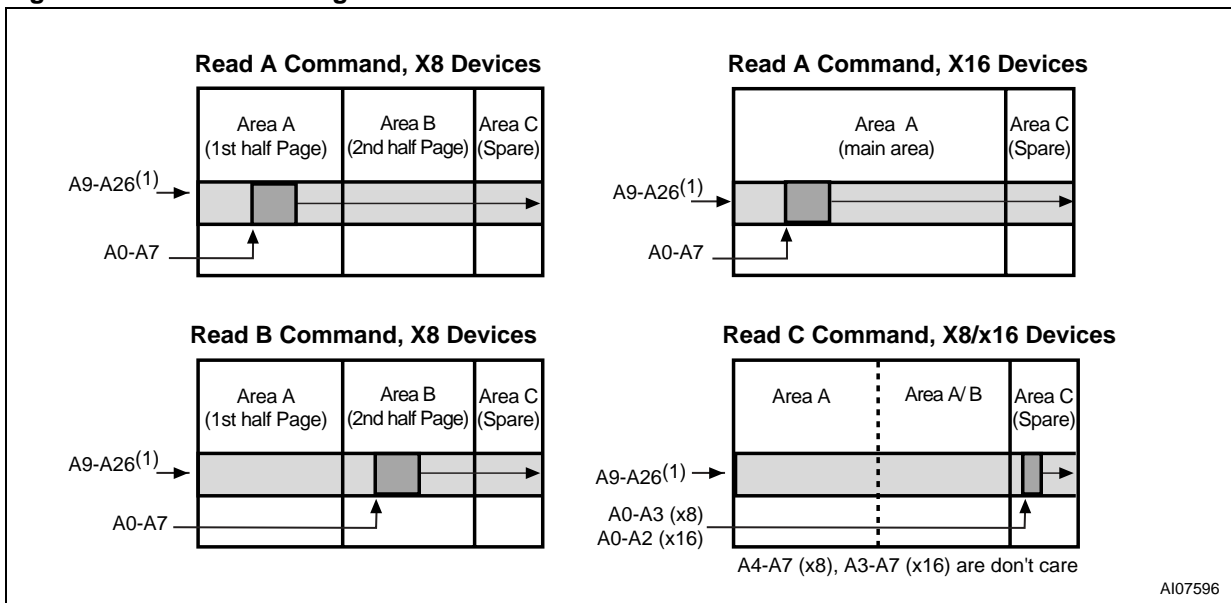 Read A Command, X8 Devices
Area A
(1st half Page)
Area B
(2nd half Page)
Area C
(Spare)
A9-A26(1)
A0-A7
Read A Command, X16 Devices
Area A
(main area)
Area C
(Spare)
A9-A26(1)
A0-A7
Read B Command, X8 Devices
Area A
(1st half Page)
Area B
(2nd half Page)
Area C
(Spare)
A9-A26(1)
A0-A7
Read C Command, X8/x16 Devices
Area A
Area A/ B
Area C
(Spare)
A9-A26(1)
A0-A3 (x8)
A0-A2 (x16)
A4-A7 (x8), A3-A7 (x16) are don't care
AI07596